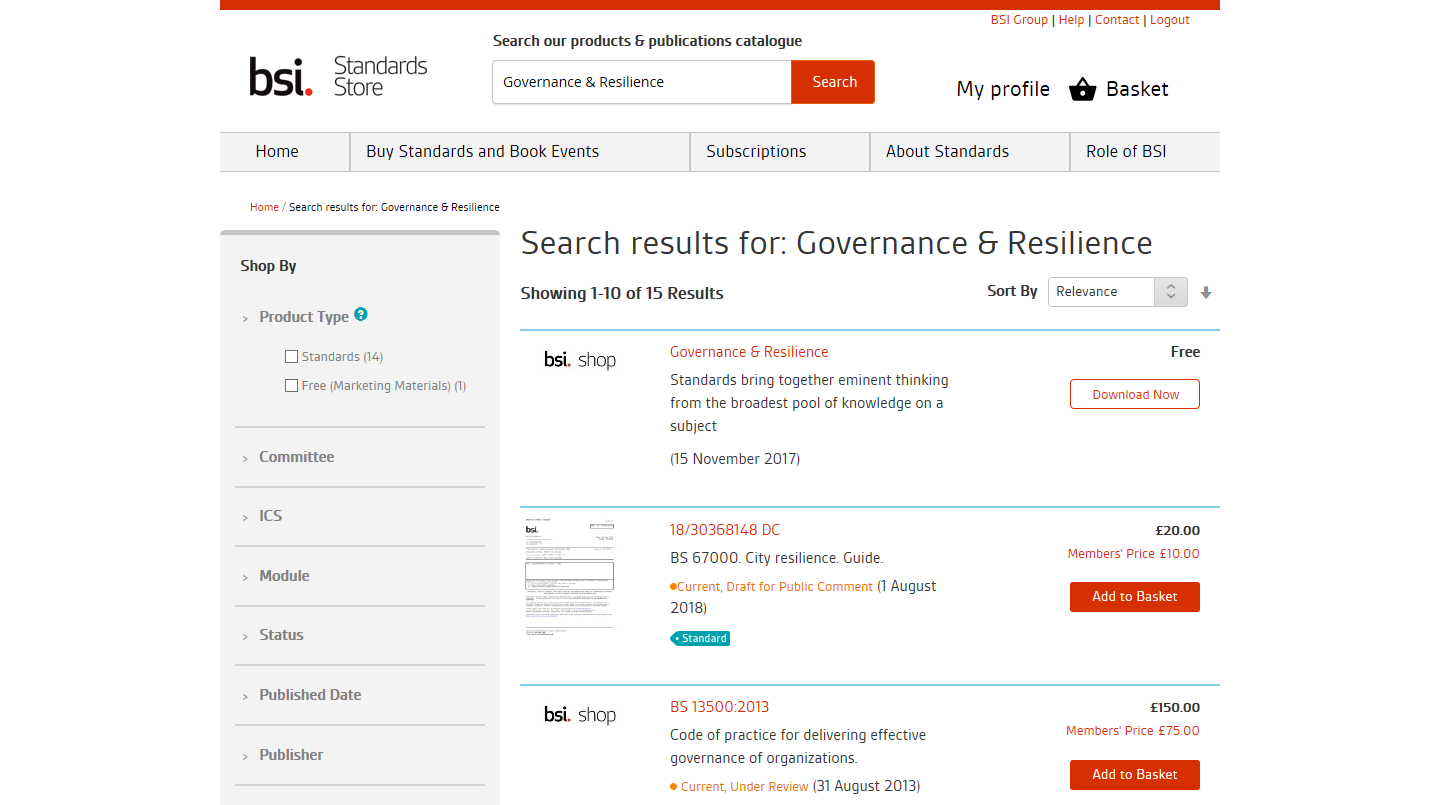 BSI Group | Help | Contact | Logout
Search our products & publications catalogue
bsi. Standards Store
Governance & Resilience
Search
My profile
Basket
Home
Buy Standards and Book Events
Subscriptions
About Standards
Role of BSI
Home / Search results for: Governance & Resilience
Shop By
> Product Type ?
Standards (14)
Free (Marketing Materials) (1)
> Committee
> ICS
> Module
> Status
> Published Date
> Publisher
Search results for: Governance & Resilience
Showing 1-10 of 15 Results
Sort By
Relevance
bsi. shop
Governance & Resilience
Free
Standards bring together eminent thinking
from the broadest pool of knowledge on a
subject
Download Now
(15 November 2017)
bsi.
18/30368148 DC
£20.00
BS 67000. City resilience. Guide.
Members' Price £10.00
Current, Draft for Public Comment (1 August
2018)
Add to Basket
Standard
bsi. shop
BS 13500:2013
£150.00
Code of practice for delivering effective
governance of organizations.
Members' Price £75.00
Current, Under Review (31 August 2013)
Add to Basket